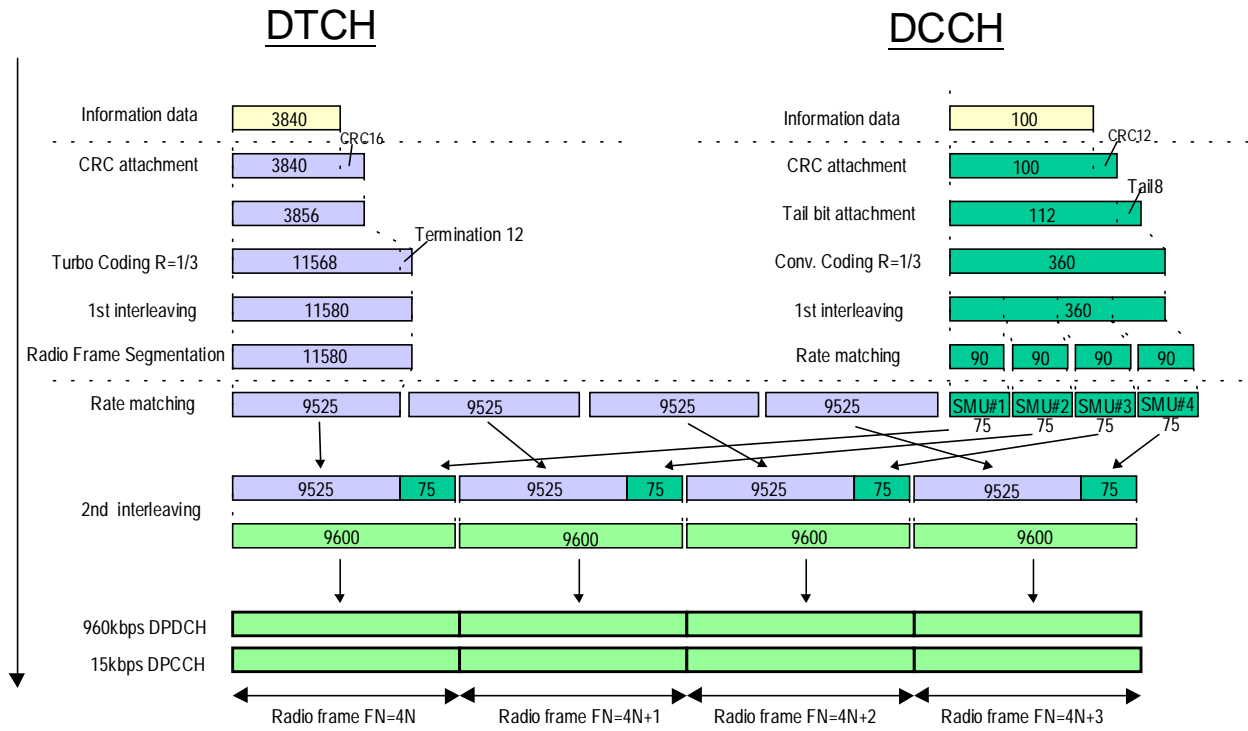 DTCH DCCH
Information data 3840 Information data 100
CRC16 CRC12
CRC attachment 3840 CRC attachment 100
Tail8
3856 Tail bit attachment 112
Termination 12
Turbo Coding R=1/3 11568 Conv. Coding R=1/3 360
1st interleaving 11580 1st interleaving 360
Radio Frame Segmentation 11580 Rate matching 90 90 90 90
Rate matching 9525 9525 9525 9525 SMU#1 SMU#2 SMU#3 SMU#4
75 75 75 75
9525 75 9525 75 9525 75 9525 75
2nd interleaving
9600 9600 9600 9600
960kbps DPDCH
15kbps DPCCH
Radio frame FN=4N Radio frame FN=4N+1 Radio frame FN=4N+2 Radio frame FN=4N+3